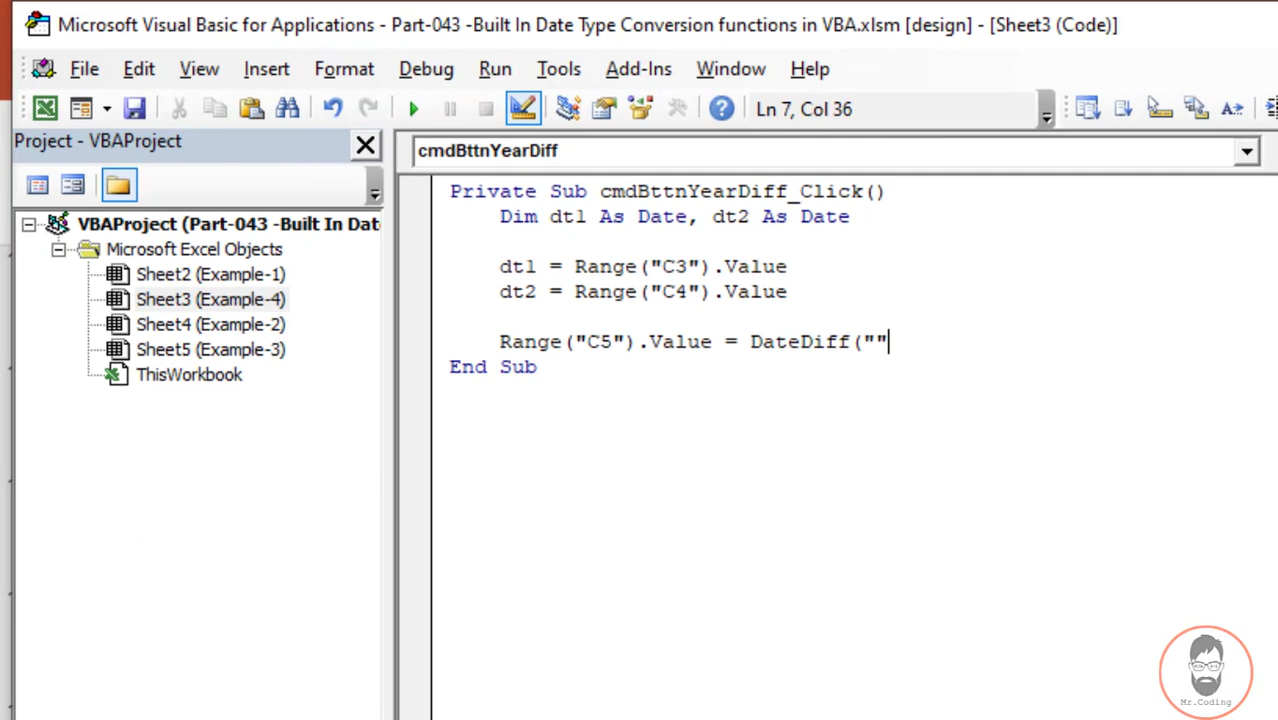 Microsoft Visual Basic for Applications - Part-043 -Built In Date Type Conversion functions in VBA.xlsm [design] - [Sheet3 (Code)]
File Edit View Insert Format Debug Run Tools Add-Ins Window Help
Ln 7, Col 36
Project - VBAProject
cmdBttnYearDiff
VBAProject (Part-043 -Built In Dat
Microsoft Excel Objects
Sheet2 (Example-1)
Sheet3 (Example-4)
Sheet4 (Example-2)
Sheet5 (Example-3)
ThisWorkbook
Private Sub cmdBttnYearDiff_Click()
Dim dt1 As Date, dt2 As Date
dt1 = Range("C3").Value
dt2 = Range("C4").Value
Range("C5").Value = DateDiff(""
End Sub
Mr.Coding